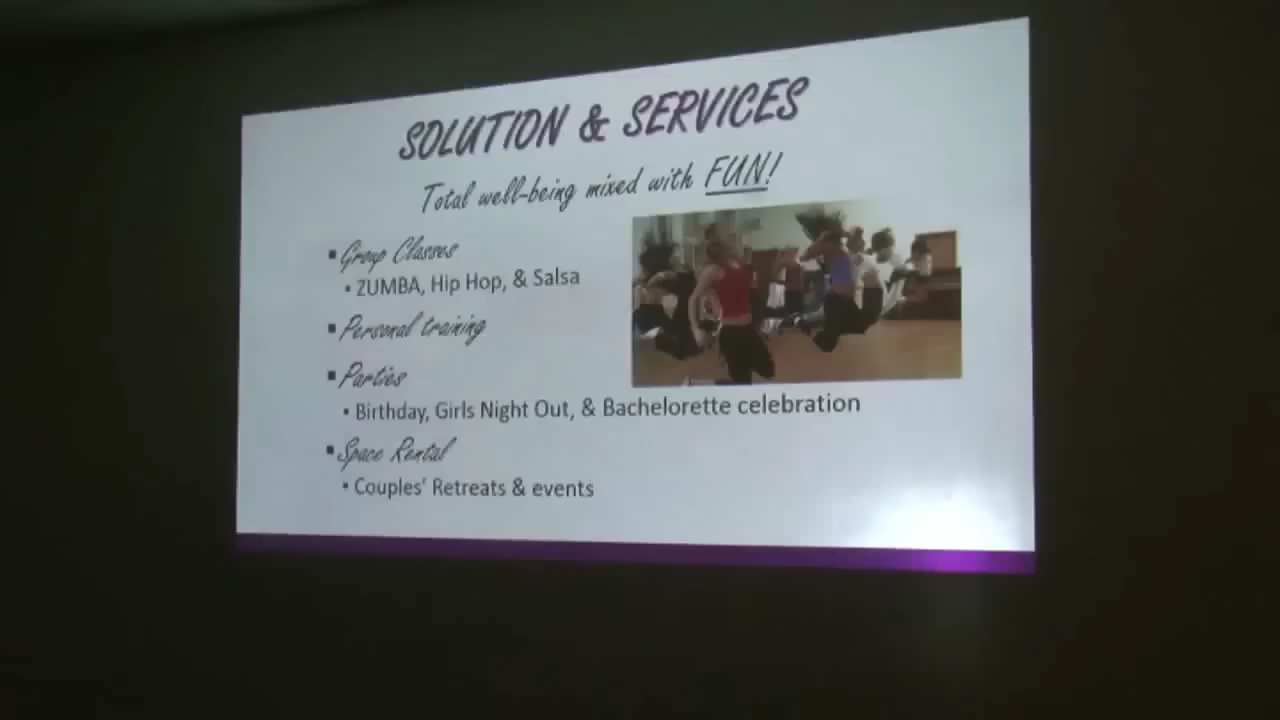 SOLUTION & SERVICES
Total well-being mixed with FUN!
▪ Group Classes
• ZUMBA, Hip Hop, & Salsa
▪ Personal training
▪ Parties
• Birthday, Girls Night Out, & Bachelorette celebration
▪ Space Rental
• Couples' Retreats & events